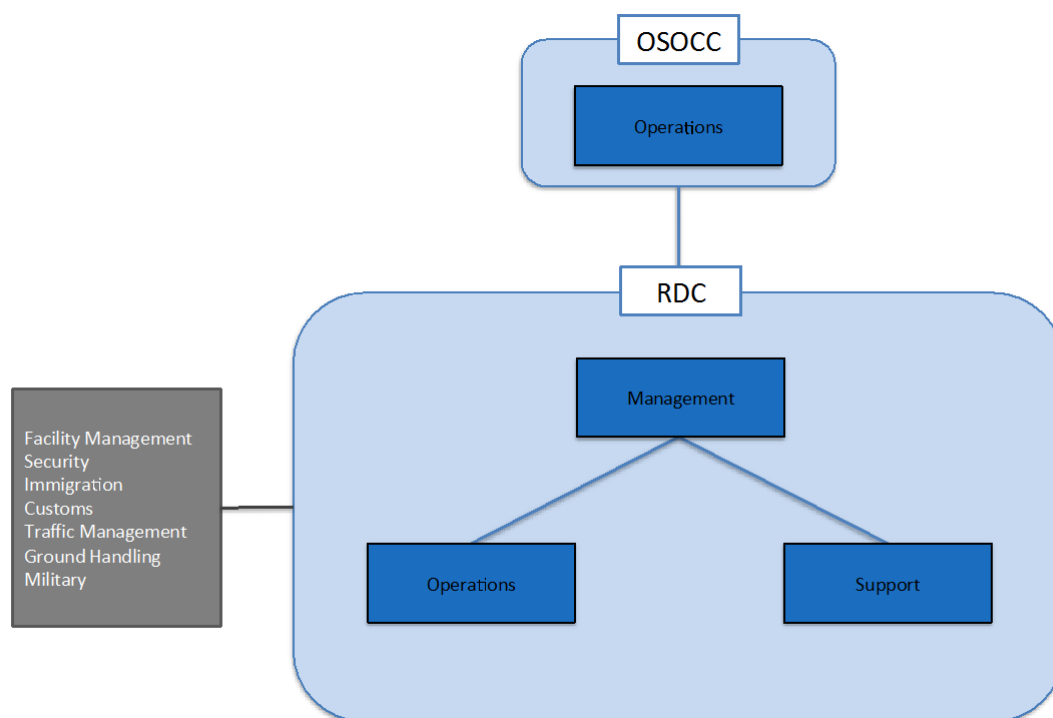 OSOCC
Operations
RDC
Management
Facility Management
Security
Immigration
Customs
Traffic Management
Ground Handling
Military
Operations
Support